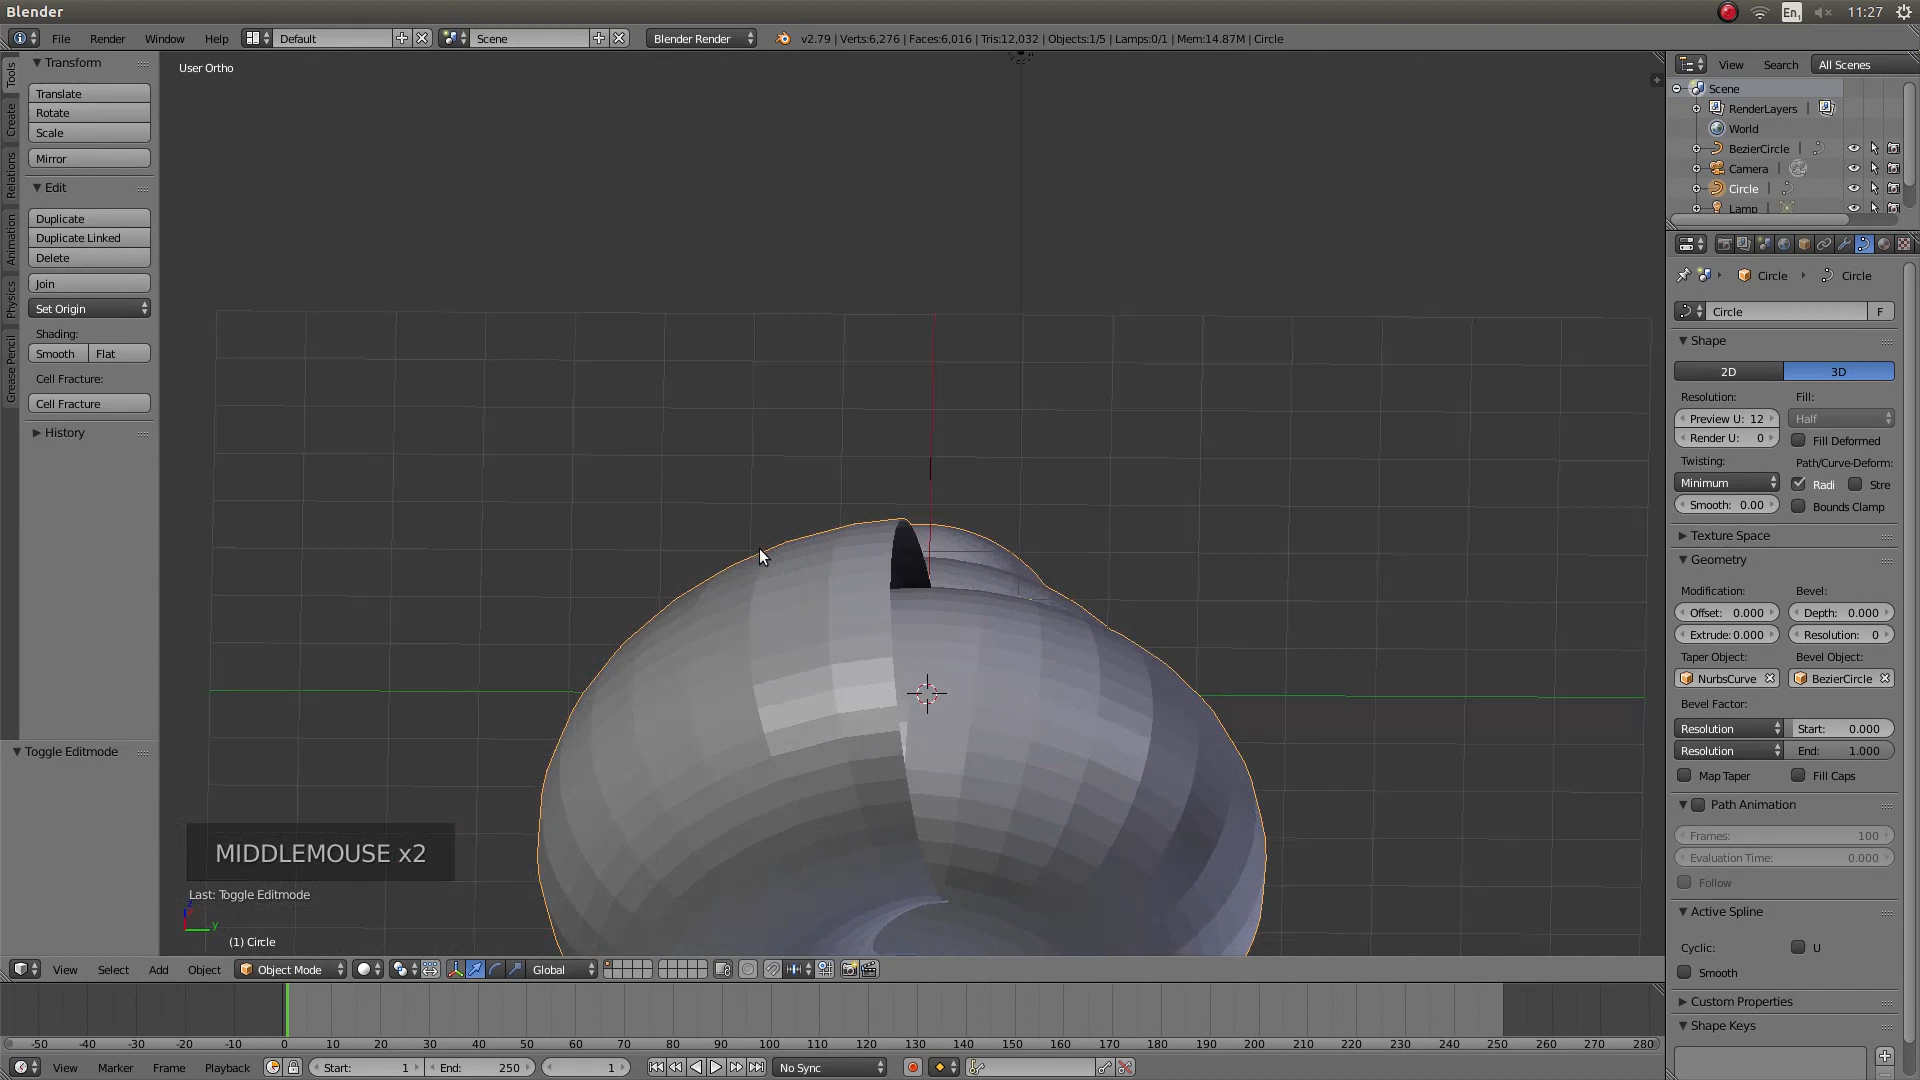 Blender
En1
11:27
File Render Window Help Default Scene Blender Render v2.79 | Verts:6,276 | Faces:6,016 | Tris:12,032 | Objects:1/5 | Lamps:0/1 | Mem:14.87M | Circle
Tools
Create
Relations
Animation
Physics
Grease Pencil
Transform
Translate
Rotate
Scale
Mirror
Edit
Duplicate
Duplicate Linked
Delete
Join
Set Origin
Shading:
Smooth Flat
Cell Fracture:
Cell Fracture
History
Toggle Editmode
User Ortho
MIDDLEMOUSE x2
Last: Toggle Editmode
y
(1) Circle
View Select Add Object Object Mode Global
View Search All Scenes
Scene
RenderLayers
World
BezierCircle
Camera
Circle
Lamp
Circle Circle
Circle F
Shape
2D 3D
Resolution: Fill:
Preview U: 12 Half
Render U: 0 Fill Deformed
Twisting: Path/Curve-Deform:
Minimum Radi Stre
Smooth: 0.00 Bounds Clamp
Texture Space
Geometry
Modification: Bevel:
Offset: 0.000 Depth: 0.000
Extrude: 0.000 Resolution: 0
Taper Object: Bevel Object:
NurbsCurve BezierCircle
Bevel Factor:
Resolution Start: 0.000
Resolution End: 1.000
Map Taper Fill Caps
Path Animation
Frames: 100
Evaluation Time: 0.000
Follow
Active Spline
Cyclic: U
Smooth
Custom Properties
Shape Keys
-50 -40 -30 -20 -10 0 10 20 30 40 50 60 70 80 90 100 110 120 130 140 150 160 170 180 190 200 210 220 230 240 250 260 270 280
View Marker Frame Playback Start: 1 End: 250 1 No Sync